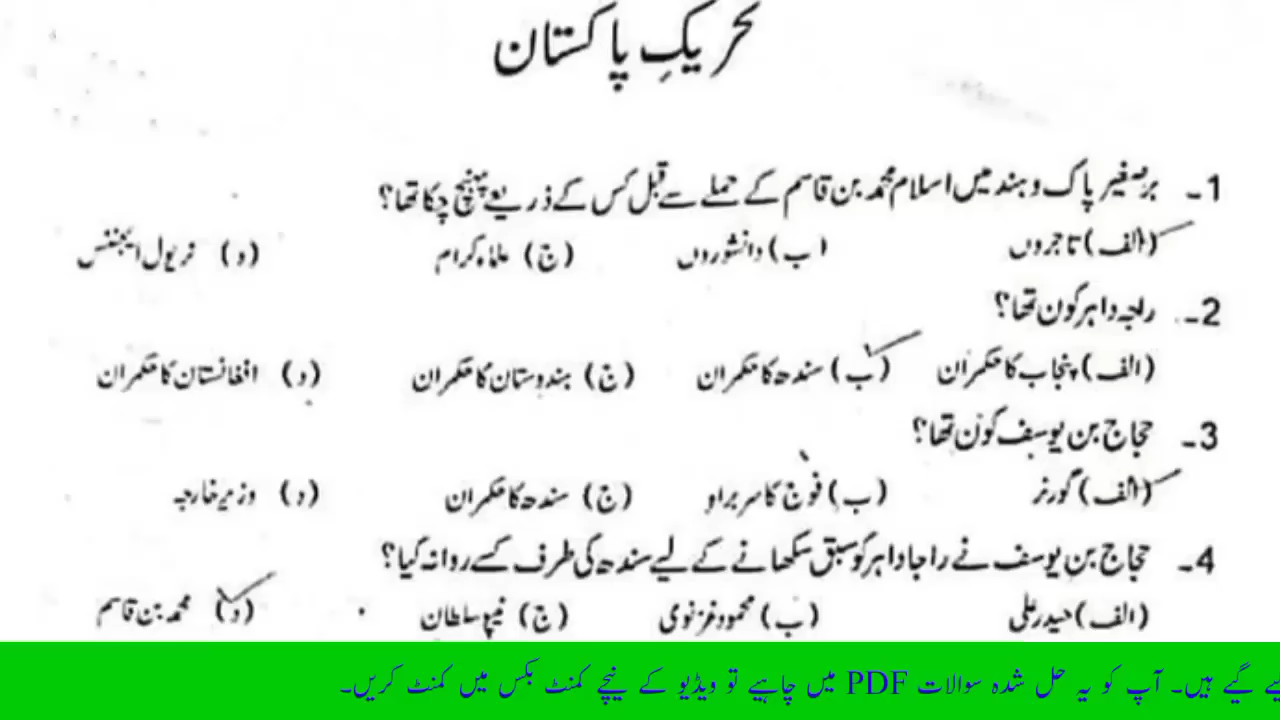 تحریکِ پاکستان
1۔ برصغیر پاک و ہند میں اسلام محمد بن قاسم کے حملے سے قبل کس کے ذریعے پہنچ چکا تھا؟
(الف) تاجروں (ب) دانشوروں (ج) علماء کرام (د) ٹریول ایجنٹس
2۔ راجہ داہر کون تھا؟
(الف) پنجاب کا حکمران (ب) سندھ کا حکمران (ج) ہندوستان کا حکمران (د) افغانستان کا حکمران
3۔ حجاج بن یوسف کون تھا؟
(الف) گورنر (ب) فوج کا سربراہ (ج) سندھ کا حکمران (د) وزیر خارجہ
4۔ حجاج بن یوسف نے راجا داہر کو سبق سکھانے کے لیے سندھ کی طرف کسے روانہ کیا؟
(الف) حیدر علی (ب) محمود غزنوی (ج) ٹیپو سلطان (د) محمد بن قاسم
گیے ہیں۔ آپ کو یہ حل شدہ سوالات PDF میں چاہیے تو ویڈیو کے نیچے کمنٹ بکس میں کمنٹ کریں۔